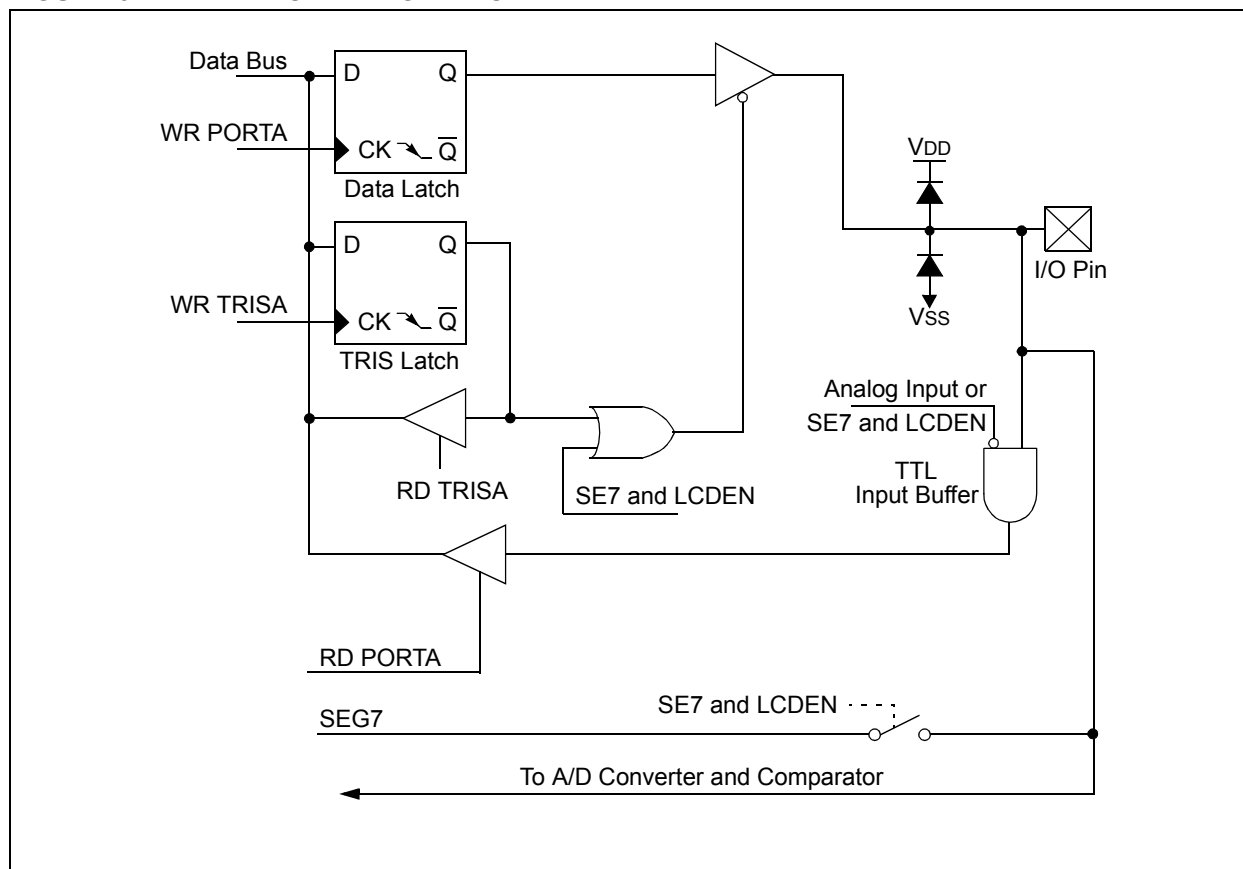 Data Bus
D Q
WR PORTA
CK Q
Data Latch
VDD
D Q
I/O Pin
WR TRISA
CK Q
VSS
TRIS Latch
Analog Input or
SE7 and LCDEN
TTL
Input Buffer
RD TRISA
SE7 and LCDEN
RD PORTA
SE7 and LCDEN
SEG7
To A/D Converter and Comparator